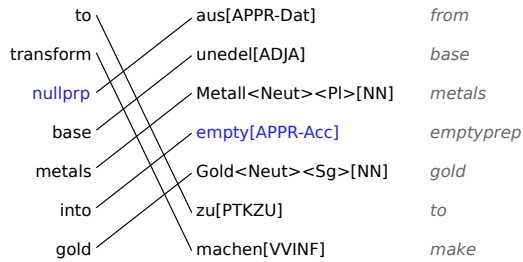 to aus[APPR-Dat] from
transform unedel[ADJA] base
nullprp Metall<Neut><Pl>[NN] metals
base empty[APPR-Acc] emptyprep
metals Gold<Neut><Sg>[NN] gold
into zu[PTKZU] to
gold machen[VVINF] make